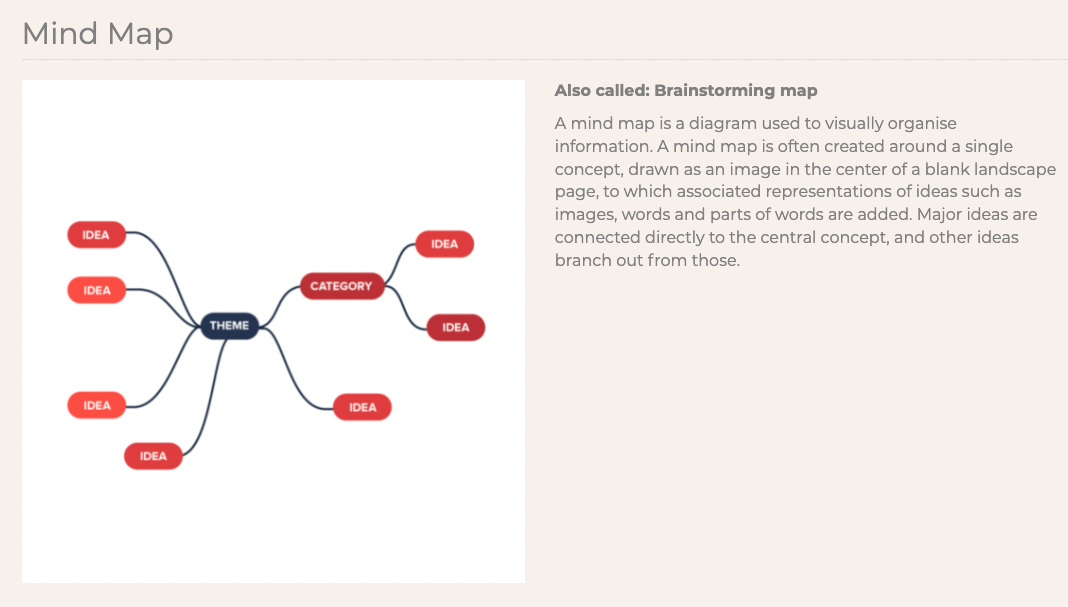 Mind Map
Also called: Brainstorming map
A mind map is a diagram used to visually organise
information. A mind map is often created around a single
concept, drawn as an image in the center of a blank landscape
page, to which associated representations of ideas such as
images, words and parts of words are added. Major ideas are
connected directly to the central concept, and other ideas
branch out from those.
IDEA
IDEA
IDEA
CATEGORY
THEME
IDEA
IDEA
IDEA
IDEA